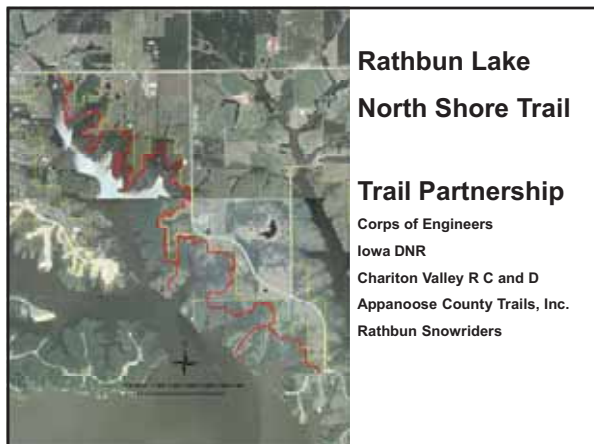 Rathbun Lake
North Shore Trail
Trail Partnership
Corps of Engineers
Iowa DNR
Chariton Valley R C and D
Appanoose County Trails, Inc.
Rathbun Snowriders